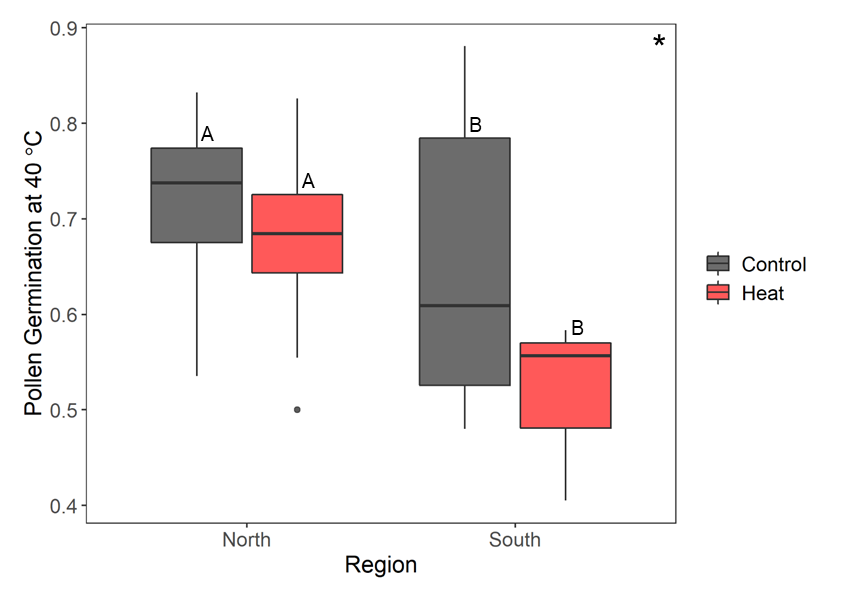 *
0.9
0.8
0.7
0.6
0.5
0.4
Pollen Germination at 40 °C
A
A
B
B
North
South
Region
Control
Heat